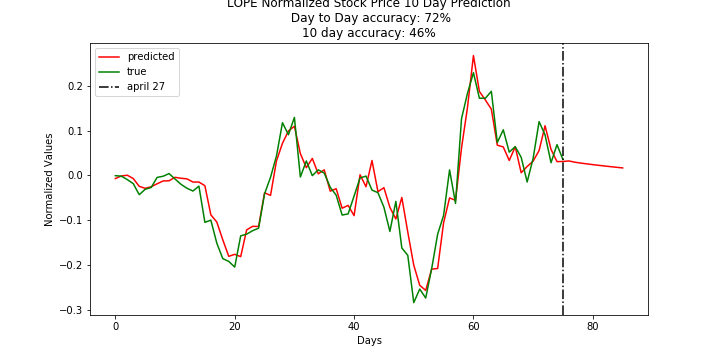 LOPE Normalized Stock Price 10 Day Prediction
Day to Day accuracy: 72%
10 day accuracy: 46%
predicted
true
april 27
Normalized Values
0.2
0.1
0.0
−0.1
−0.2
−0.3
0
20
40
60
80
Days